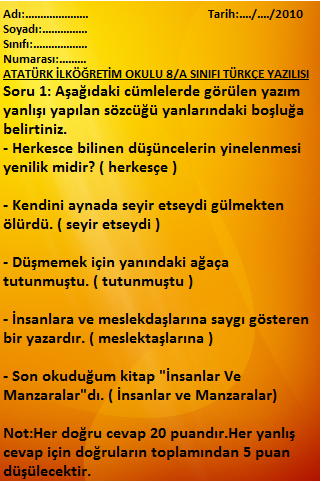 Adı:..................... Tarih:..../..../2010
Soyadı:...............
Sınıfı:..................
Numarası:.........
ATATÜRK İLKÖĞRETİM OKULU 8/A SINIFI TÜRKÇE YAZILISI
Soru 1: Aşağıdaki cümlelerde görülen yazım
yanlışı yapılan sözcüğü yanlarındaki boşluğa
belirtiniz.
- Herkesce bilinen düşüncelerin yinelenmesi
yenilik midir? ( herkesçe )
- Kendini aynada seyir etseydi gülmekten
ölürdü. ( seyir etseydi )
- Düşmemek için yanındaki ağaça
tutunmuştu. ( tutunmuştu )
- İnsanlara ve meslekdaşlarına saygı gösteren
bir yazardır. ( meslektaşlarına )
- Son okuduğum kitap "İnsanlar Ve
Manzaralar"dı. ( İnsanlar ve Manzaralar)
Not:Her doğru cevap 20 puandır.Her yanlış
cevap için doğruların toplamından 5 puan
düşülecektir.